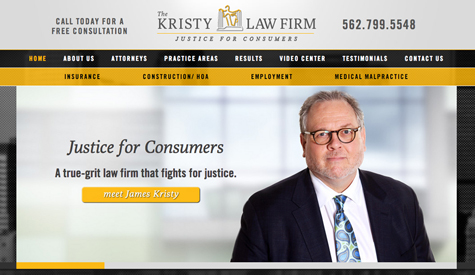 CALL TODAY FOR A
FREE CONSULTATION
The
KRISTY LAW FIRM
JUSTICE FOR CONSUMERS
562.799.5548
HOME ABOUT US ATTORNEYS PRACTICE AREAS RESULTS VIDEO CENTER TESTIMONIALS CONTACT US
INSURANCE CONSTRUCTION/ HOA EMPLOYMENT MEDICAL MALPRACTICE
Justice for Consumers
A true-grit law firm that fights for justice.
meet James Kristy